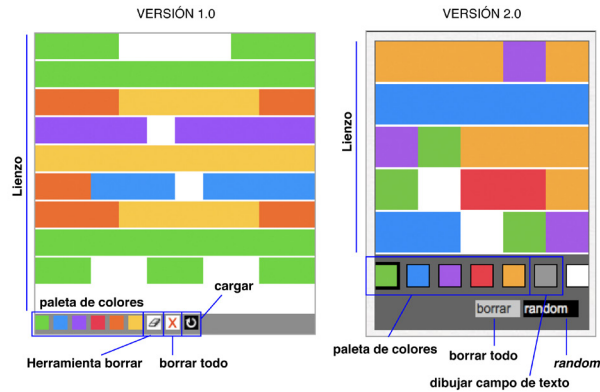 VERSIÓN 1.0
VERSIÓN 2.0
Lienzo
Lienzo
paleta de colores
cargar
Herramienta borrar
borrar todo
X
borrar
random
paleta de colores
borrar todo
random
dibujar campo de texto